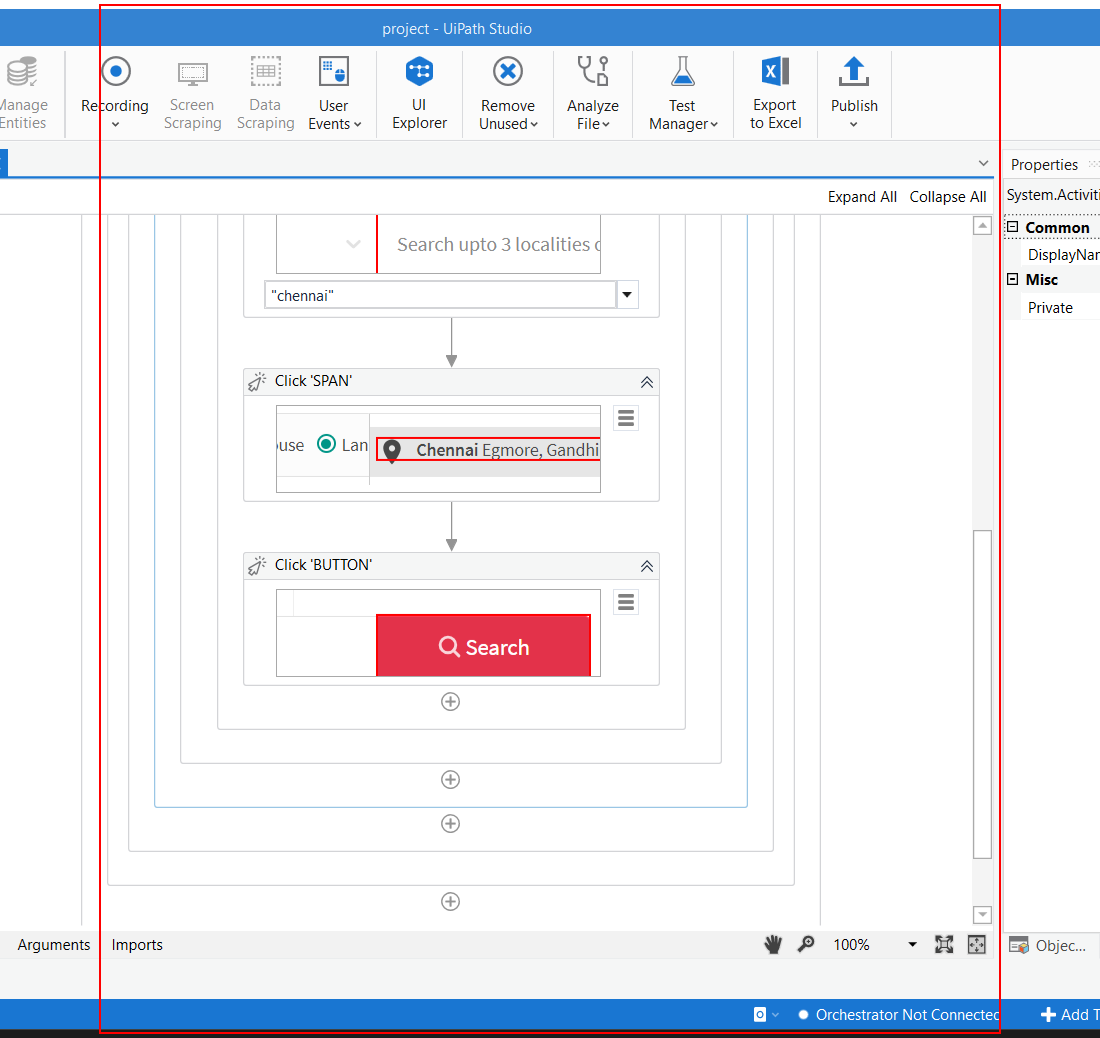 project - UiPath Studio
Manage Entities
Recording
Screen Scraping
Data Scraping
User Events
UI Explorer
Remove Unused
Analyze File
Test Manager
Export to Excel
Publish
Properties
Expand All Collapse All
System.Activiti
Common
DisplayNar
Misc
Private
Search upto 3 localities o
"chennai"
Click 'SPAN'
ouse Lan
Chennai Egmore, Gandhi
Click 'BUTTON'
Search
Arguments Imports 100%
Objec...
Orchestrator Not Connected Add T